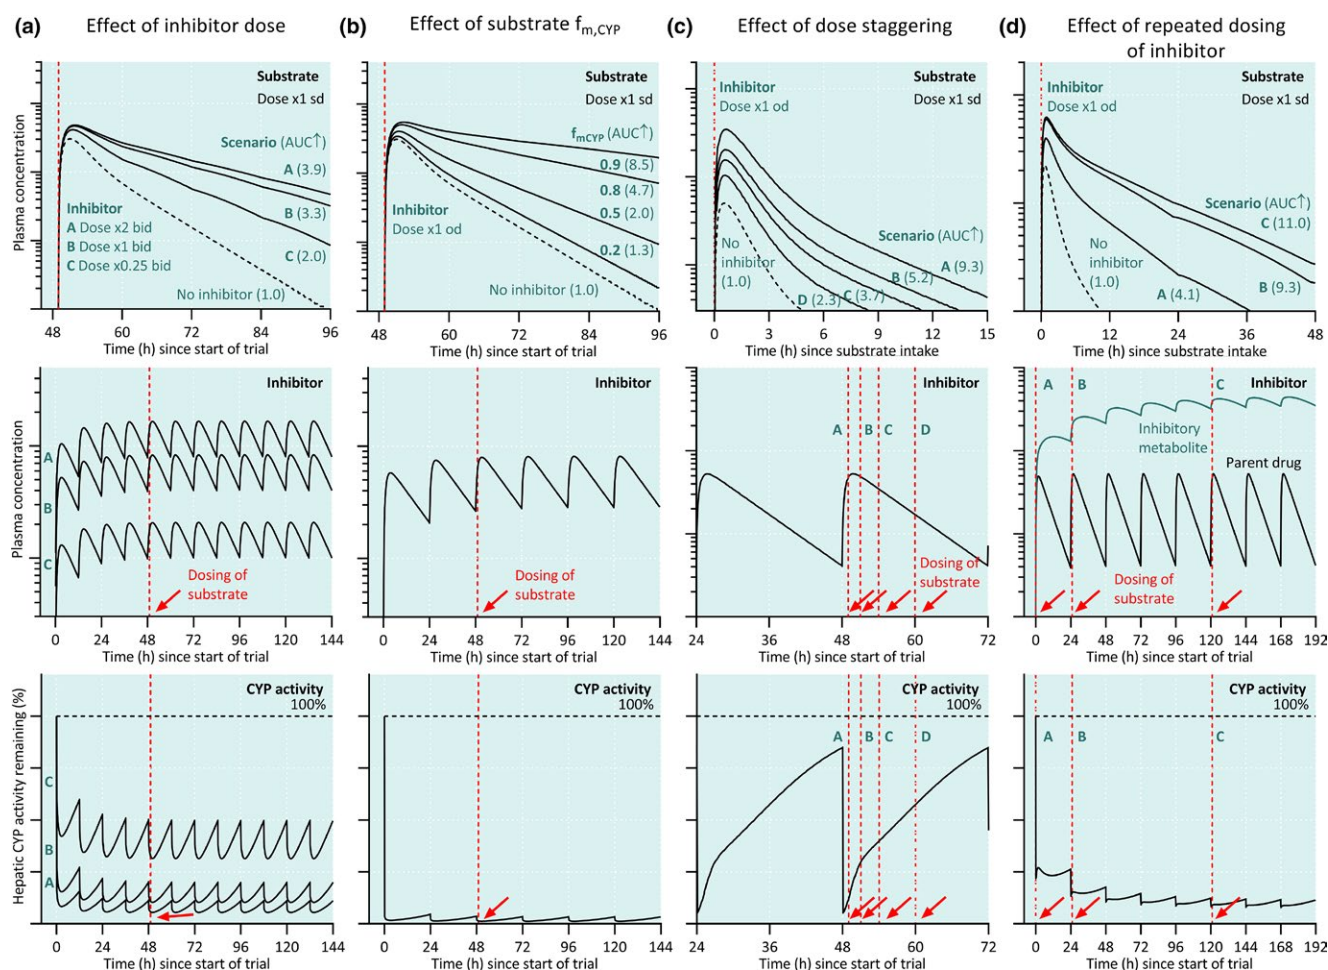 (a) Effect of inhibitor dose
Plasma concentration
Substrate
Dose x1 sd
Scenario (AUC↑)
A (3.9)
B (3.3)
C (2.0)
Inhibitor
A Dose x2 bid
B Dose x1 bid
C Dose x0.25 bid
No inhibitor (1.0)
48 60 72 84 96
Time (h) since start of trial
(b) Effect of substrate fm,CYP
Substrate
Dose x1 sd
fmCYP (AUC↑)
0.9 (8.5)
0.8 (4.7)
0.5 (2.0)
0.2 (1.3)
Inhibitor
Dose x1 od
No inhibitor (1.0)
48 60 72 84 96
Time (h) since start of trial
(c) Effect of dose staggering
Inhibitor
Dose x1 od
Substrate
Dose x1 sd
No
inhibitor
(1.0)
Scenario (AUC↑)
A (9.3)
B (5.2)
C (3.7)
D (2.3)
0 3 6 9 12 15
Time (h) since substrate intake
(d) Effect of repeated dosing
of inhibitor
Inhibitor
Dose x1 od
Substrate
Dose x1 sd
No
inhibitor
(1.0)
Scenario (AUC↑)
C (11.0)
B (9.3)
A (4.1)
0 12 24 36 48
Time (h) since substrate intake
Plasma concentration
Inhibitor
A
B
C
Dosing of
substrate
0 24 48 72 96 120 144
Time (h) since start of trial
Inhibitor
Dosing of
substrate
0 24 48 72 96 120 144
Time (h) since start of trial
Inhibitor
A B C D
Dosing of
substrate
24 36 48 60 72
Time (h) since start of trial
A B C Inhibitor
Inhibitory
metabolite
Parent drug
Dosing of
substrate
0 24 48 72 96 120 144 168 192
Time (h) since start of trial
Hepatic CYP activity remaining (%)
CYP activity
100%
C
B
A
0 24 48 72 96 120 144
Time (h) since start of trial
CYP activity
100%
0 24 48 72 96 120 144
Time (h) since start of trial
CYP activity
100%
A B C D
24 36 48 60 72
Time (h) since start of trial
CYP activity
100%
A B C
0 24 48 72 96 120 144 168 192
Time (h) since start of trial